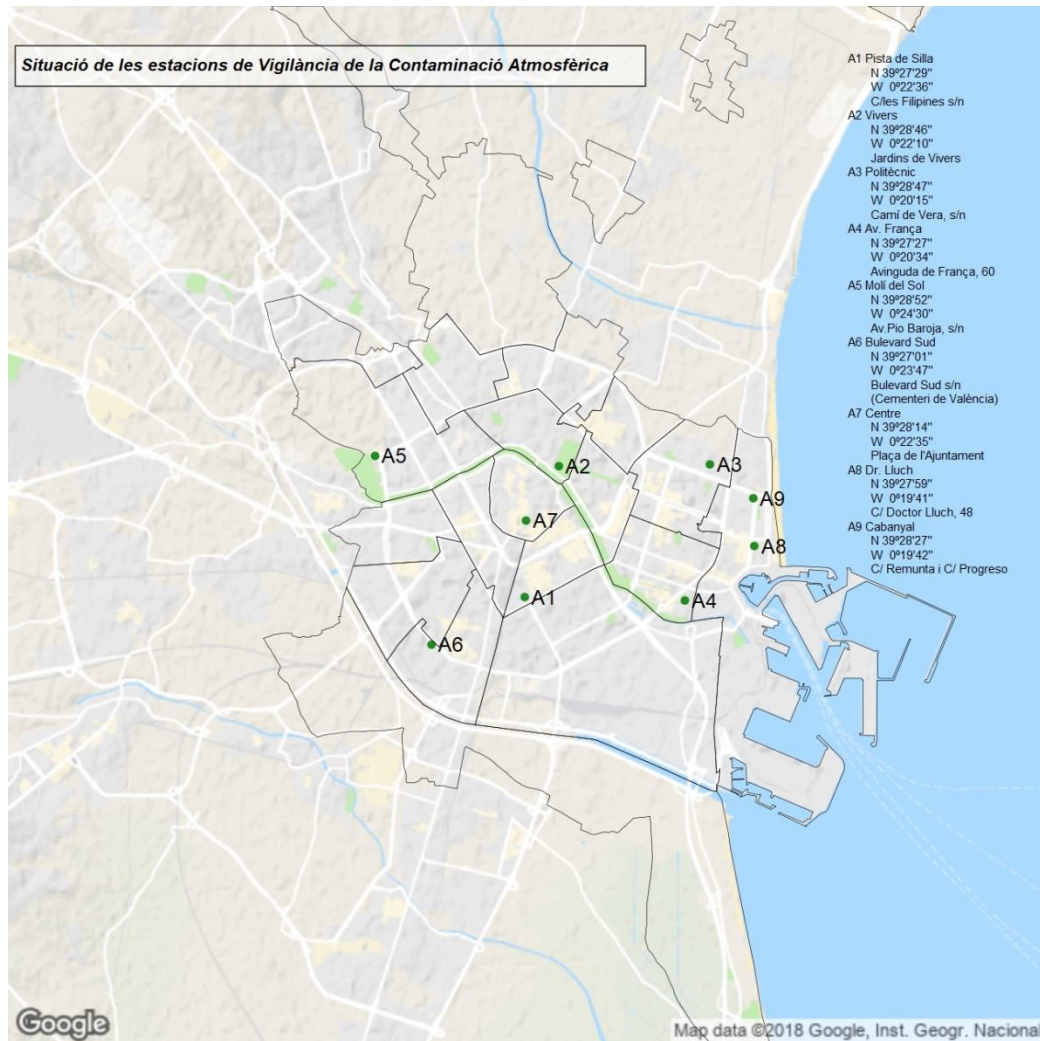 Situació de les estacions de Vigilància de la Contaminació Atmosfèrica
A1 Pista de Silla
N 39º27'29"
W 0º22'36"
C/les Filipines s/n
A2 Vivers
N 39º28'46"
W 0º22'10"
Jardins de Vivers
A3 Politècnic
N 39º28'47"
W 0º20'15"
Camí de Vera, s/n
A4 Av. França
N 39º27'27"
W 0º20'34"
Avinguda de França, 60
A5 Molí del Sol
N 39º28'52"
W 0º24'30"
Av.Pio Baroja, s/n
A6 Bulevard Sud
N 39º27'01"
W 0º23'47"
Bulevard Sud s/n
(Cementeri de València)
A7 Centre
N 39º28'14"
W 0º22'35"
Plaça de l'Ajuntament
A8 Dr. Lluch
N 39º27'59"
W 0º19'41"
C/ Doctor Lluch, 48
A9 Cabanyal
N 39º28'27"
W 0º19'42"
C/ Remunta i C/ Progreso
A5
A2
A3
A9
A7
A8
A1
A4
A6
Google
Map data ©2018 Google, Inst. Geogr. Nacional